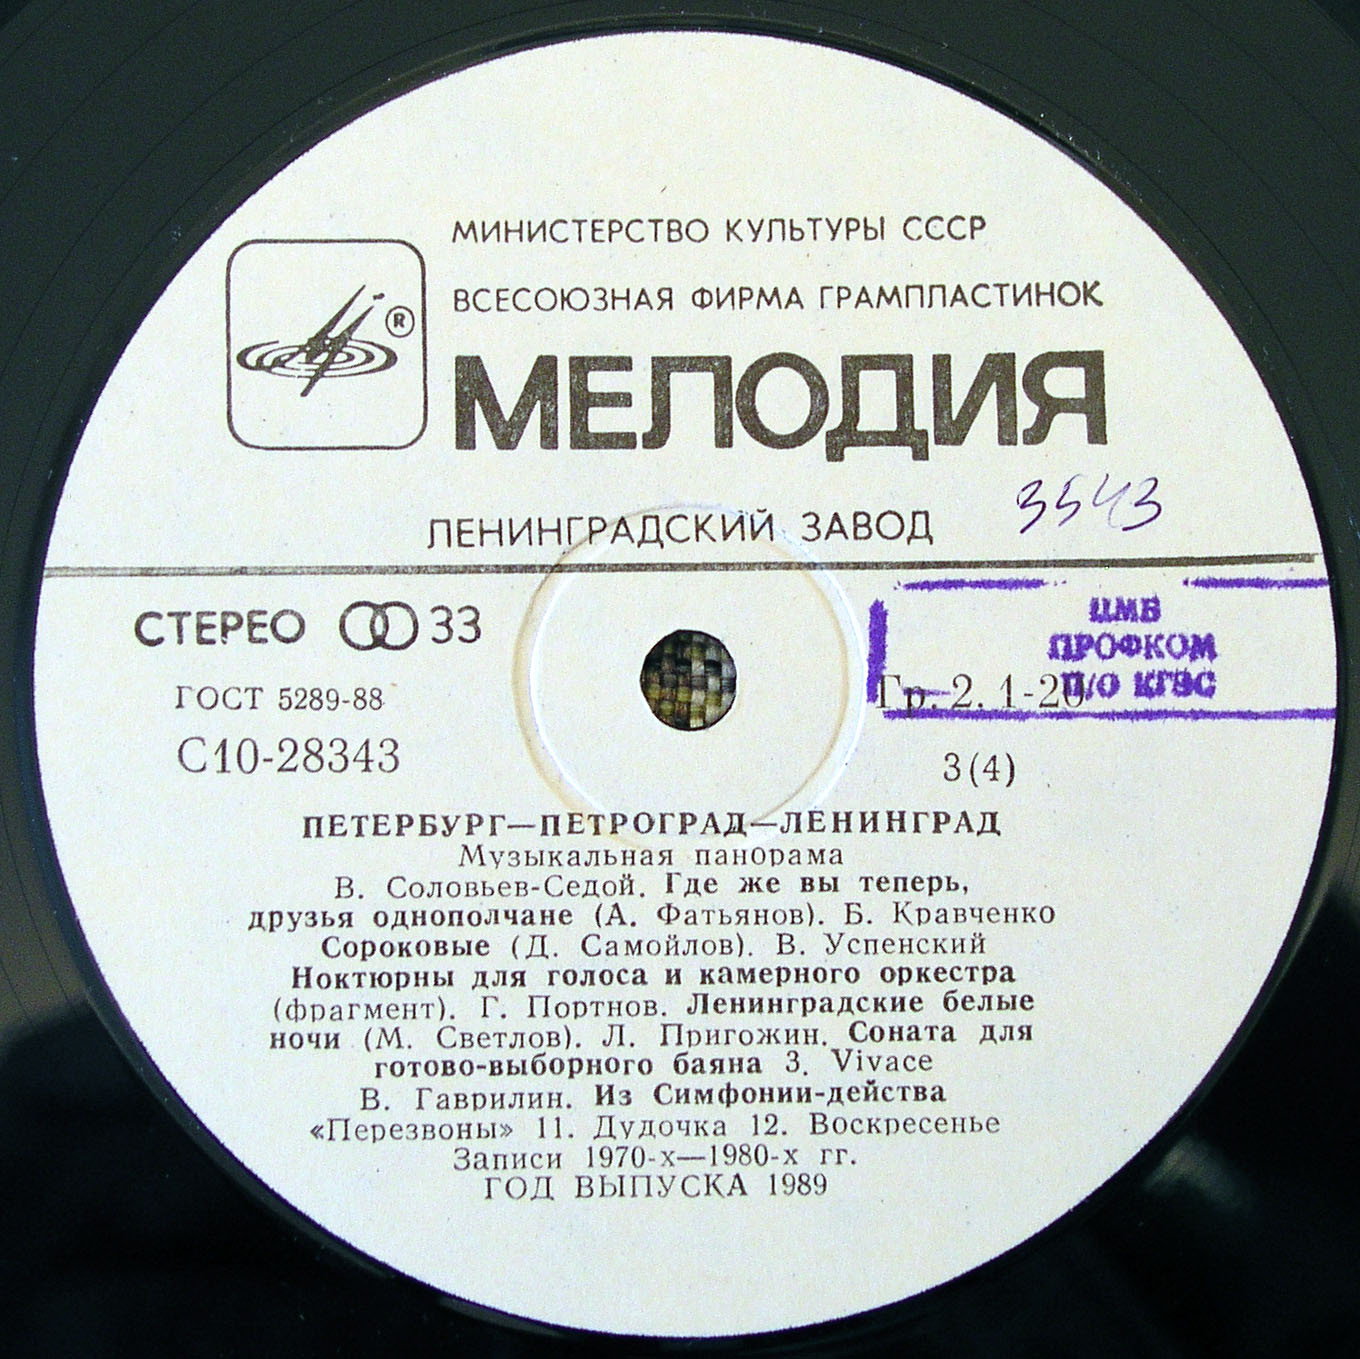 МИНИСТЕРСТВО КУЛЬТУРЫ СССР
ВСЕСОЮЗНАЯ ФИРМА ГРАМПЛАСТИНОК
®
МЕЛОДИЯ
3543
ЛЕНИНГРАДСКИЙ ЗАВОД
СТЕРЕО 33
ЦМБ
ПРОФКОМ
П/О КГЭС
ГОСТ 5289-88
Гр. 2. 1-20
С10-28343
3(4)
ПЕТЕРБУРГ—ПЕТРОГРАД—ЛЕНИНГРАД
Музыкальная панорама
В. Соловьев-Седой. Где же вы теперь,
друзья однополчане (А. Фатьянов). Б. Кравченко
Сороковые (Д. Самойлов). В. Успенский
Ноктюрны для голоса и камерного оркестра
(фрагмент). Г. Портнов. Ленинградские белые
ночи (М. Светлов). Л. Пригожин. Соната для
готово-выборного баяна 3. Vivace
В. Гаврилин. Из Симфонии-действа
«Перезвоны» 11. Дудочка 12. Воскресенье
Записи 1970-х—1980-х гг.
ГОД ВЫПУСКА 1989